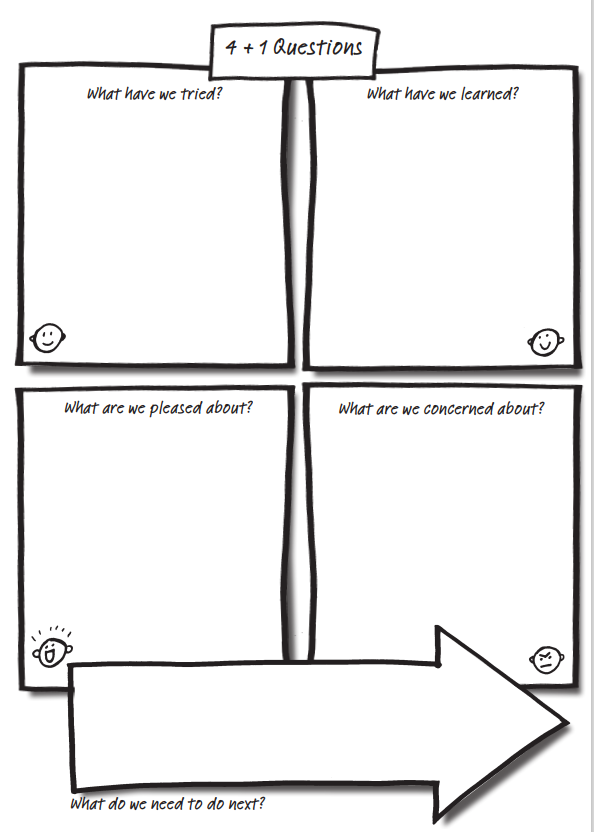 4 + 1 Questions
What have we tried?
What have we learned?
What are we pleased about?
What are we concerned about?
What do we need to do next?